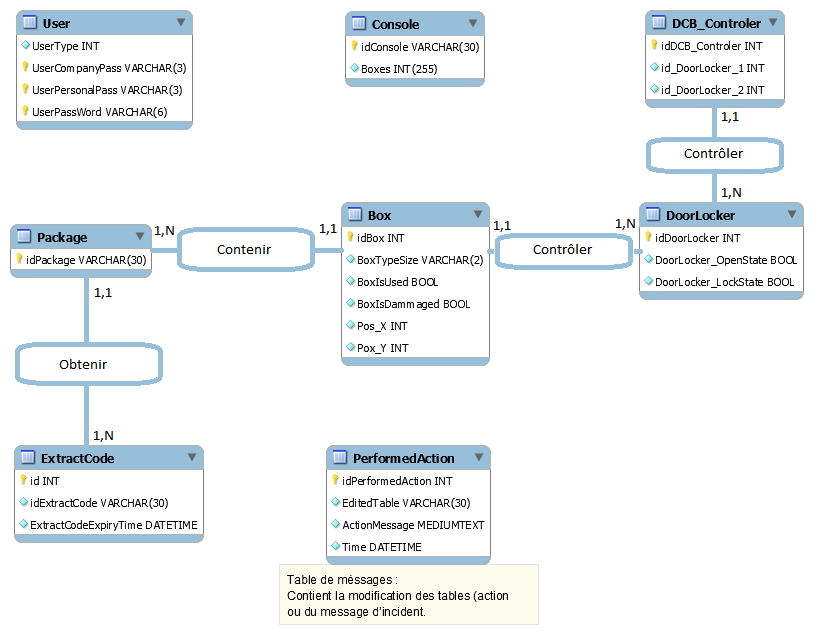 User
UserType INT
UserCompanyPass VARCHAR(3)
UserPersonalPass VARCHAR(3)
UserPassWord VARCHAR(6)
Console
idConsole VARCHAR(30)
Boxes INT(255)
DCB_Controler
idDCB_Controler INT
id_DoorLocker_1 INT
id_DoorLocker_2 INT
1,1
Contrôler
1,N
Package
idPackage VARCHAR(30)
1,N
Contenir
1,1
Box
idBox INT
BoxTypeSize VARCHAR(2)
BoxIsUsed BOOL
BoxIsDammaged BOOL
Pos_X INT
Pox_Y INT
1,1
Contrôler
1,N
DoorLocker
idDoorLocker INT
DoorLocker_OpenState BOOL
DoorLocker_LockState BOOL
1,1
Obtenir
1,N
ExtractCode
id INT
idExtractCode VARCHAR(30)
ExtractCodeExpiryTime DATETIME
PerformedAction
idPerformedAction INT
EditedTable VARCHAR(30)
ActionMessage MEDIUMTEXT
Time DATETIME
Table de méssages :
Contient la modification des tables (action
ou du message d'incident.